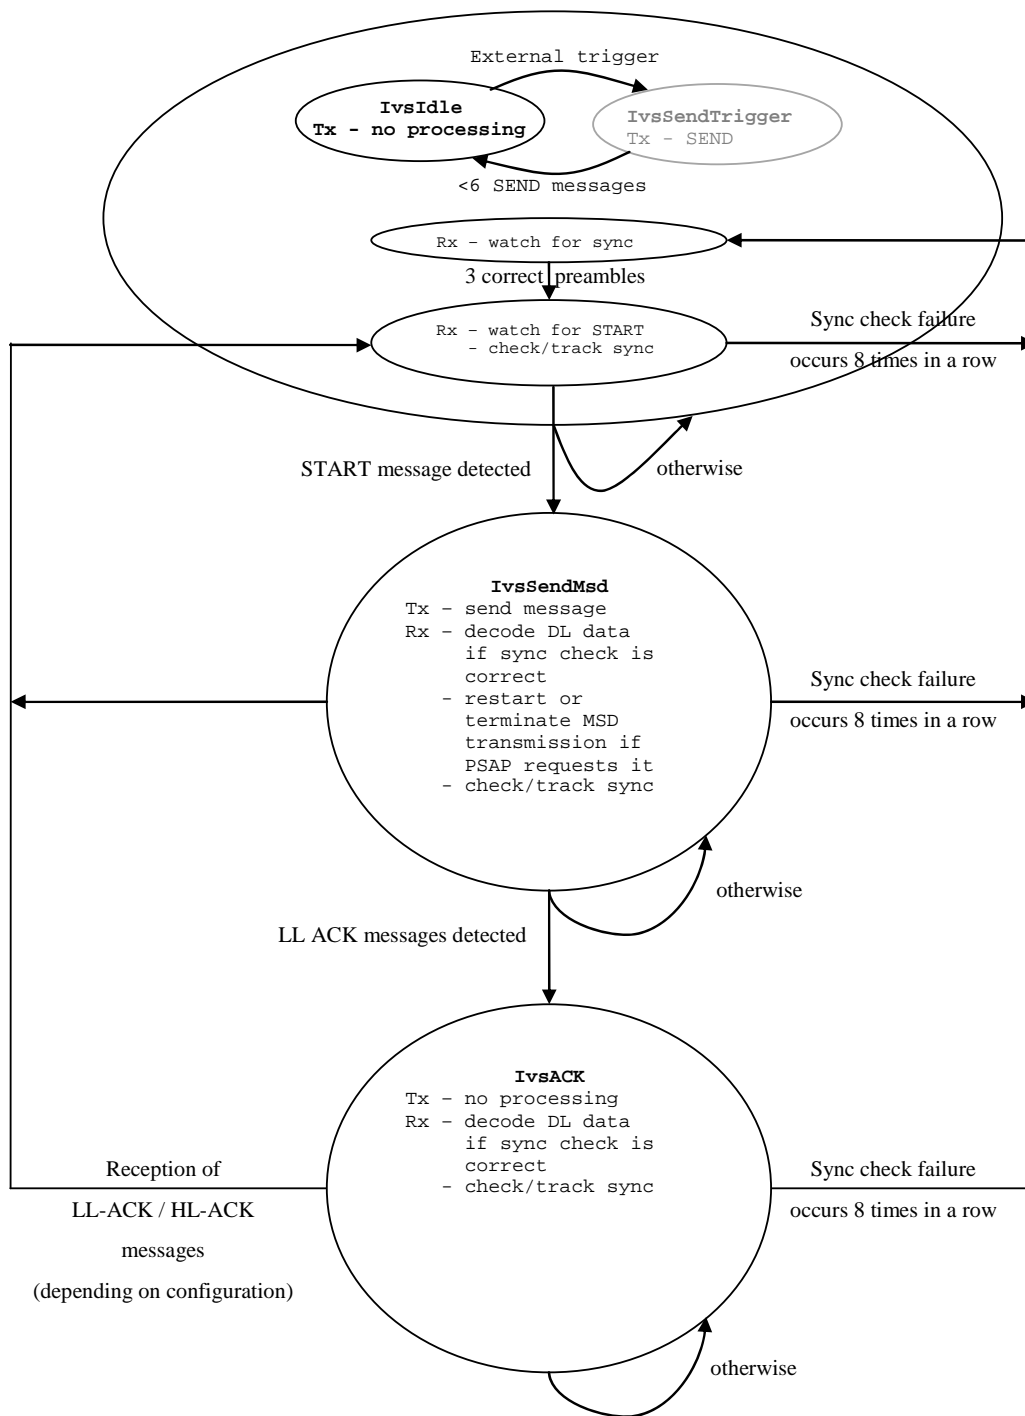 External trigger
IvsIdle
Tx - no processing
IvsSendTrigger
Tx - SEND
<6 SEND messages
Rx - watch for sync
3 correct preambles
Rx - watch for START
- check/track sync
Sync check failure
occurs 8 times in a row
START message detected
otherwise
IvsSendMsd
Tx – send message
Rx – decode DL data
if sync check is
correct
- restart or
terminate MSD
transmission if
PSAP requests it
- check/track sync
Sync check failure
occurs 8 times in a row
otherwise
LL ACK messages detected
IvsACK
Tx – no processing
Rx – decode DL data
if sync check is
correct
- check/track sync
Reception of
LL-ACK / HL-ACK
messages
(depending on configuration)
Sync check failure
occurs 8 times in a row
otherwise